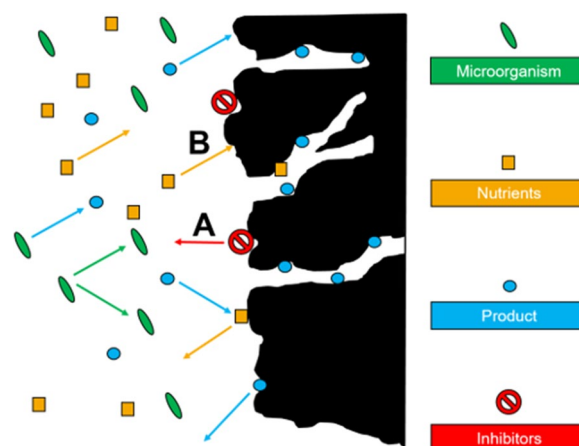 B
A
Microorganism
Nutrients
Product
Inhibitors